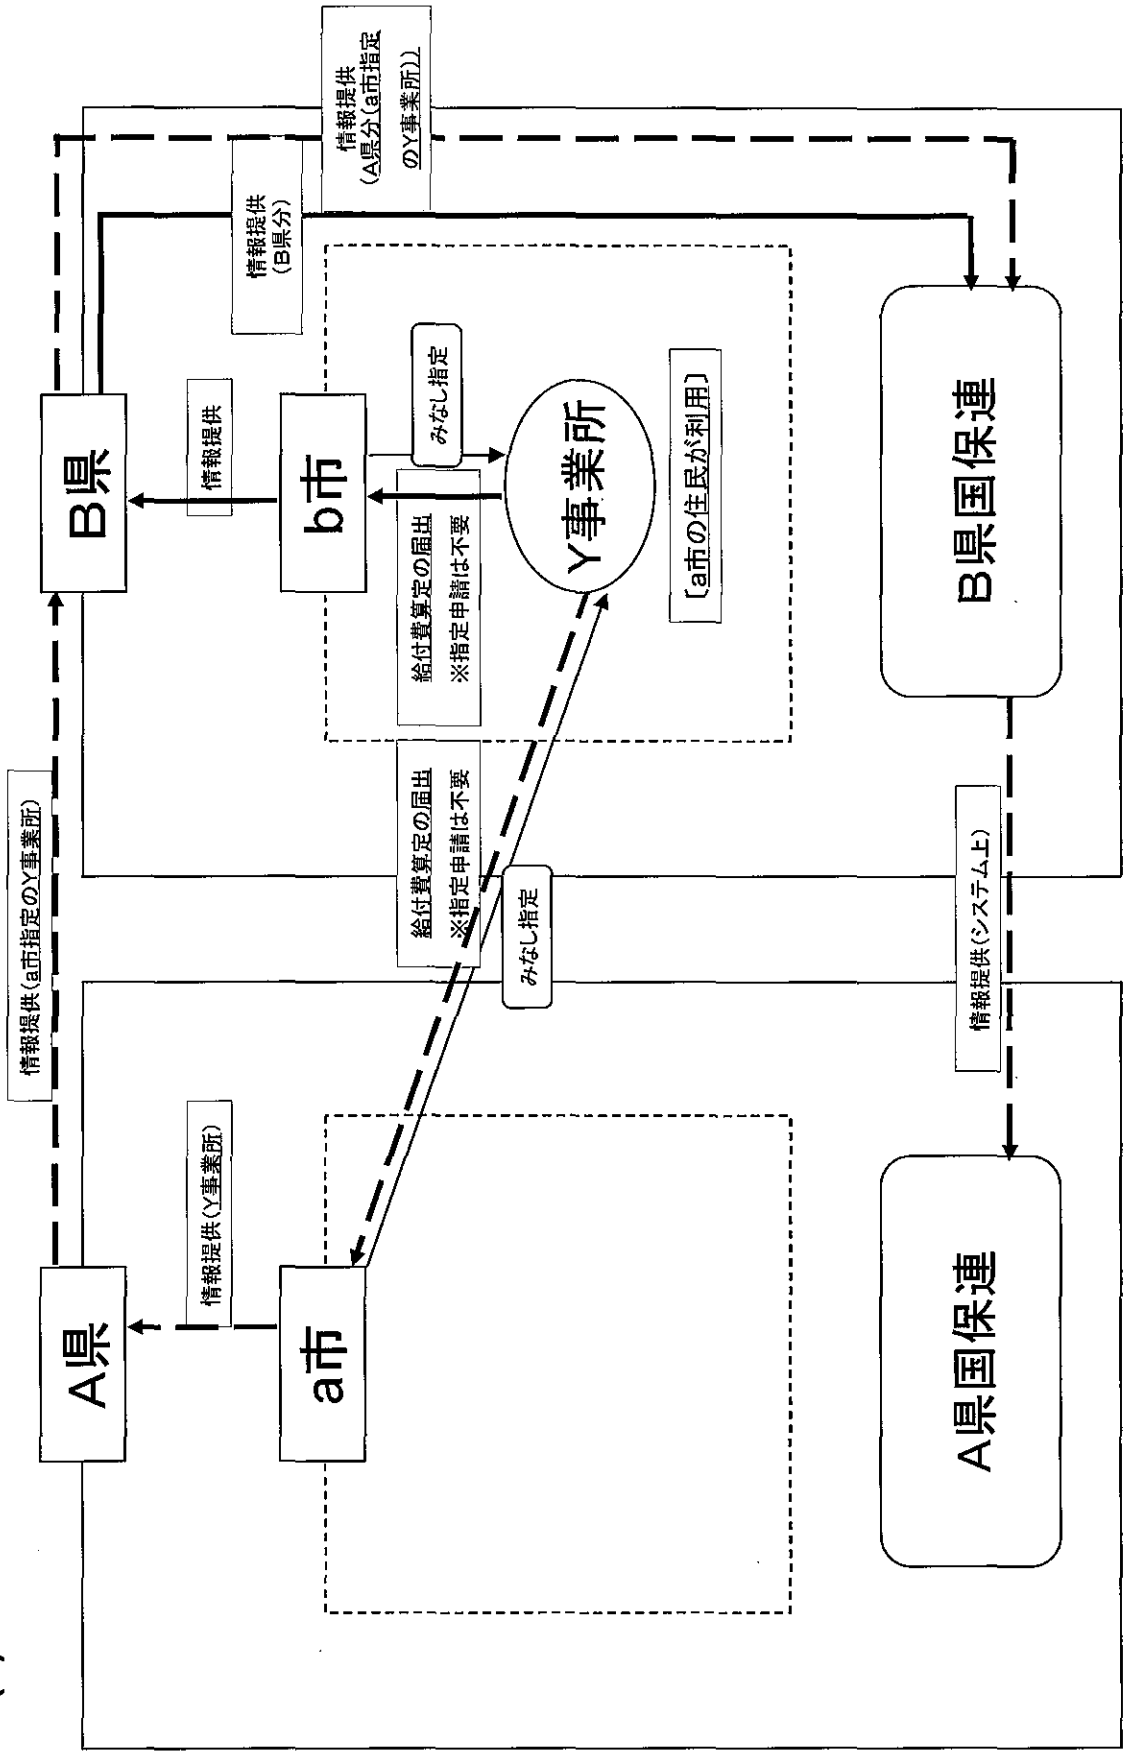 情報提供(a市指定のY事業所)
A県
B県
情報提供(Y事業所)
情報提供
情報提供
(B県分)
情報提供
(A県分(a市指定
のY事業所))
a市
b市
給付費算定の届出
※指定申請は不要
給付費算定の届出
※指定申請は不要
みなし指定
みなし指定
Y事業所
〔a市の住民が利用〕
A県国保連
情報提供(システム上)
B県国保連